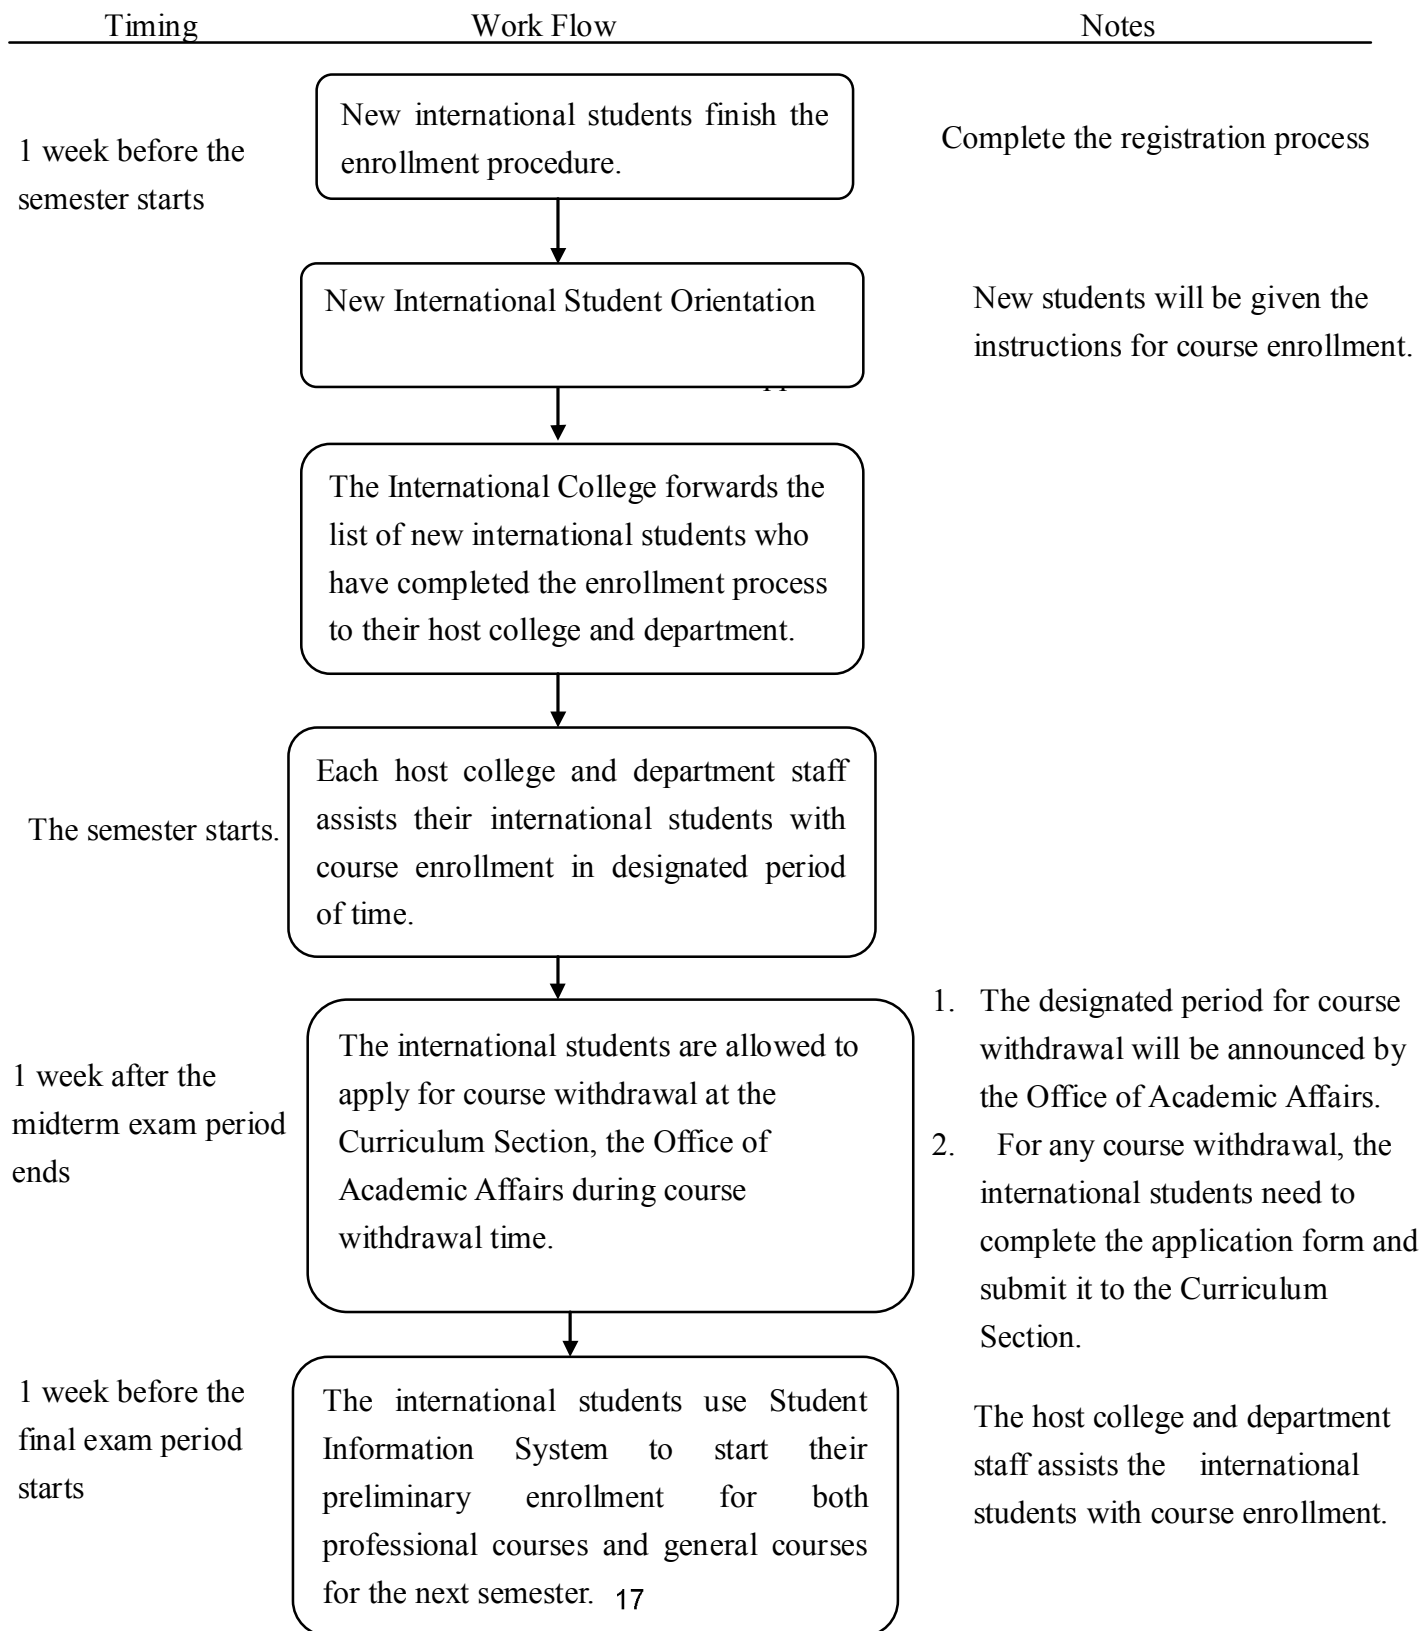 Timing Work Flow Notes
1 week before the
semester starts
New international students finish the
enrollment procedure.
Complete the registration process
New International Student Orientation
New students will be given the
instructions for course enrollment.
The International College forwards the
list of new international students who
have completed the enrollment process
to their host college and department.
The semester starts.
Each host college and department staff
assists their international students with
course enrollment in designated period
of time.
1 week after the
midterm exam period
ends
The international students are allowed to
apply for course withdrawal at the
Curriculum Section, the Office of
Academic Affairs during course
withdrawal time.
1. The designated period for course
withdrawal will be announced by
the Office of Academic Affairs.
2. For any course withdrawal, the
international students need to
complete the application form and
submit it to the Curriculum
Section.
1 week before the
final exam period
starts
The international students use Student
Information System to start their
preliminary enrollment for both
professional courses and general courses
for the next semester.
The host college and department
staff assists the international
students with course enrollment.
17